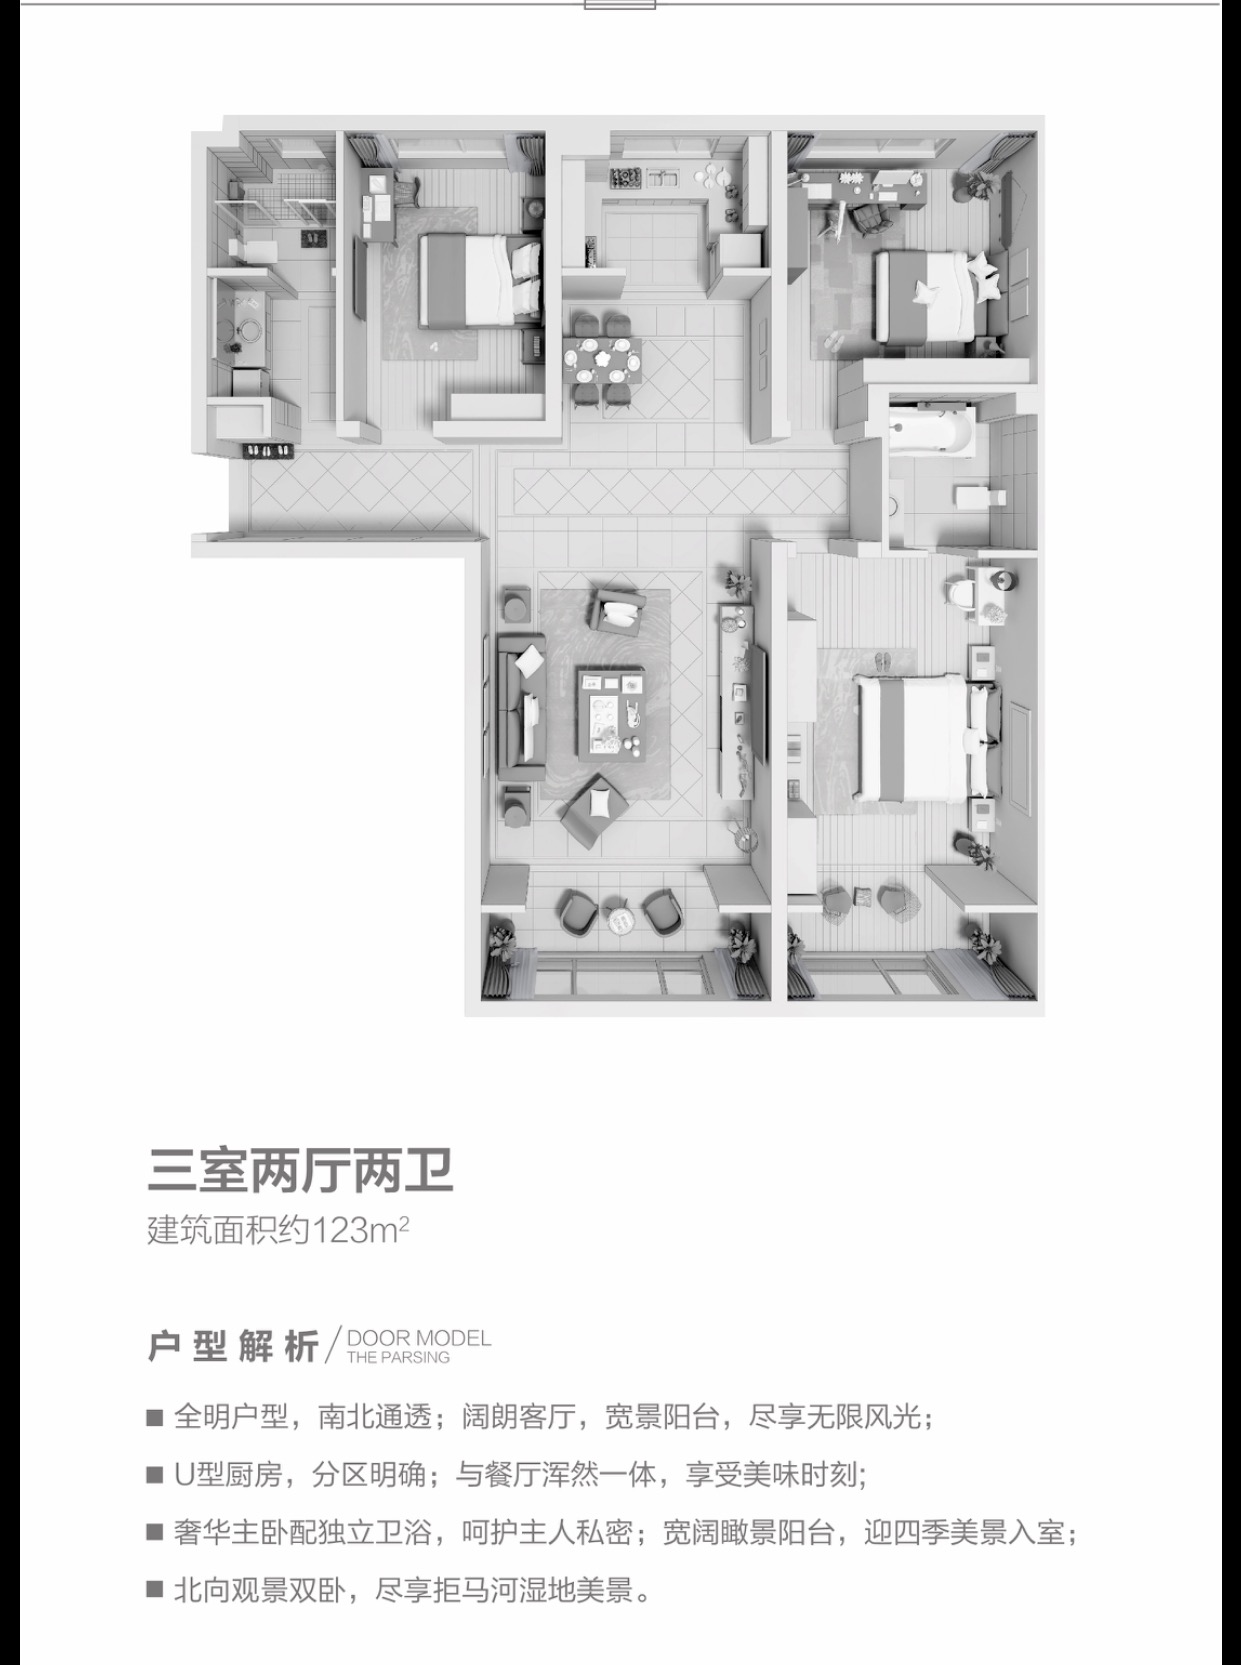 三室两厅两卫
建筑面积约123m²
户型解析/DOOR MODEL
THE PARSING
■ 全明户型，南北通透；阔朗客厅，宽景阳台，尽享无限风光；
■ U型厨房，分区明确；与餐厅浑然一体，享受美味时刻;
■ 奢华主卧配独立卫浴，呵护主人私密；宽阔瞰景阳台，迎四季美景入室；
■ 北向观景双卧，尽享拒马河湿地美景。